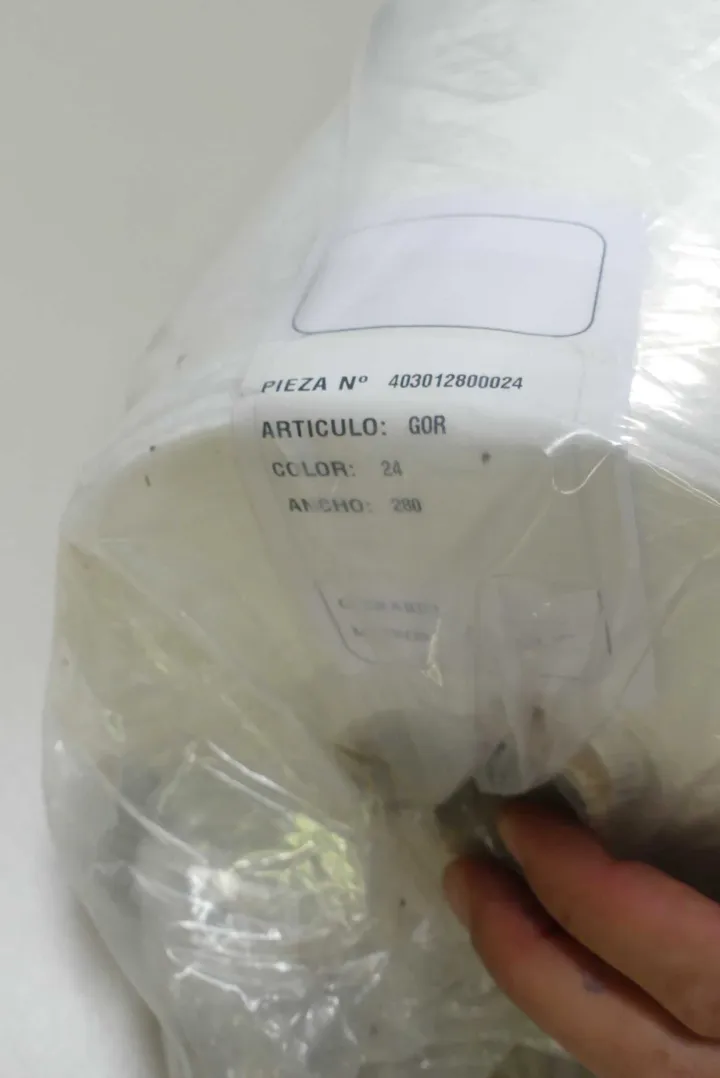 PIEZA Nº 403012800024
ARTICULO: GOR
COLOR: 24
ANCHO: 280